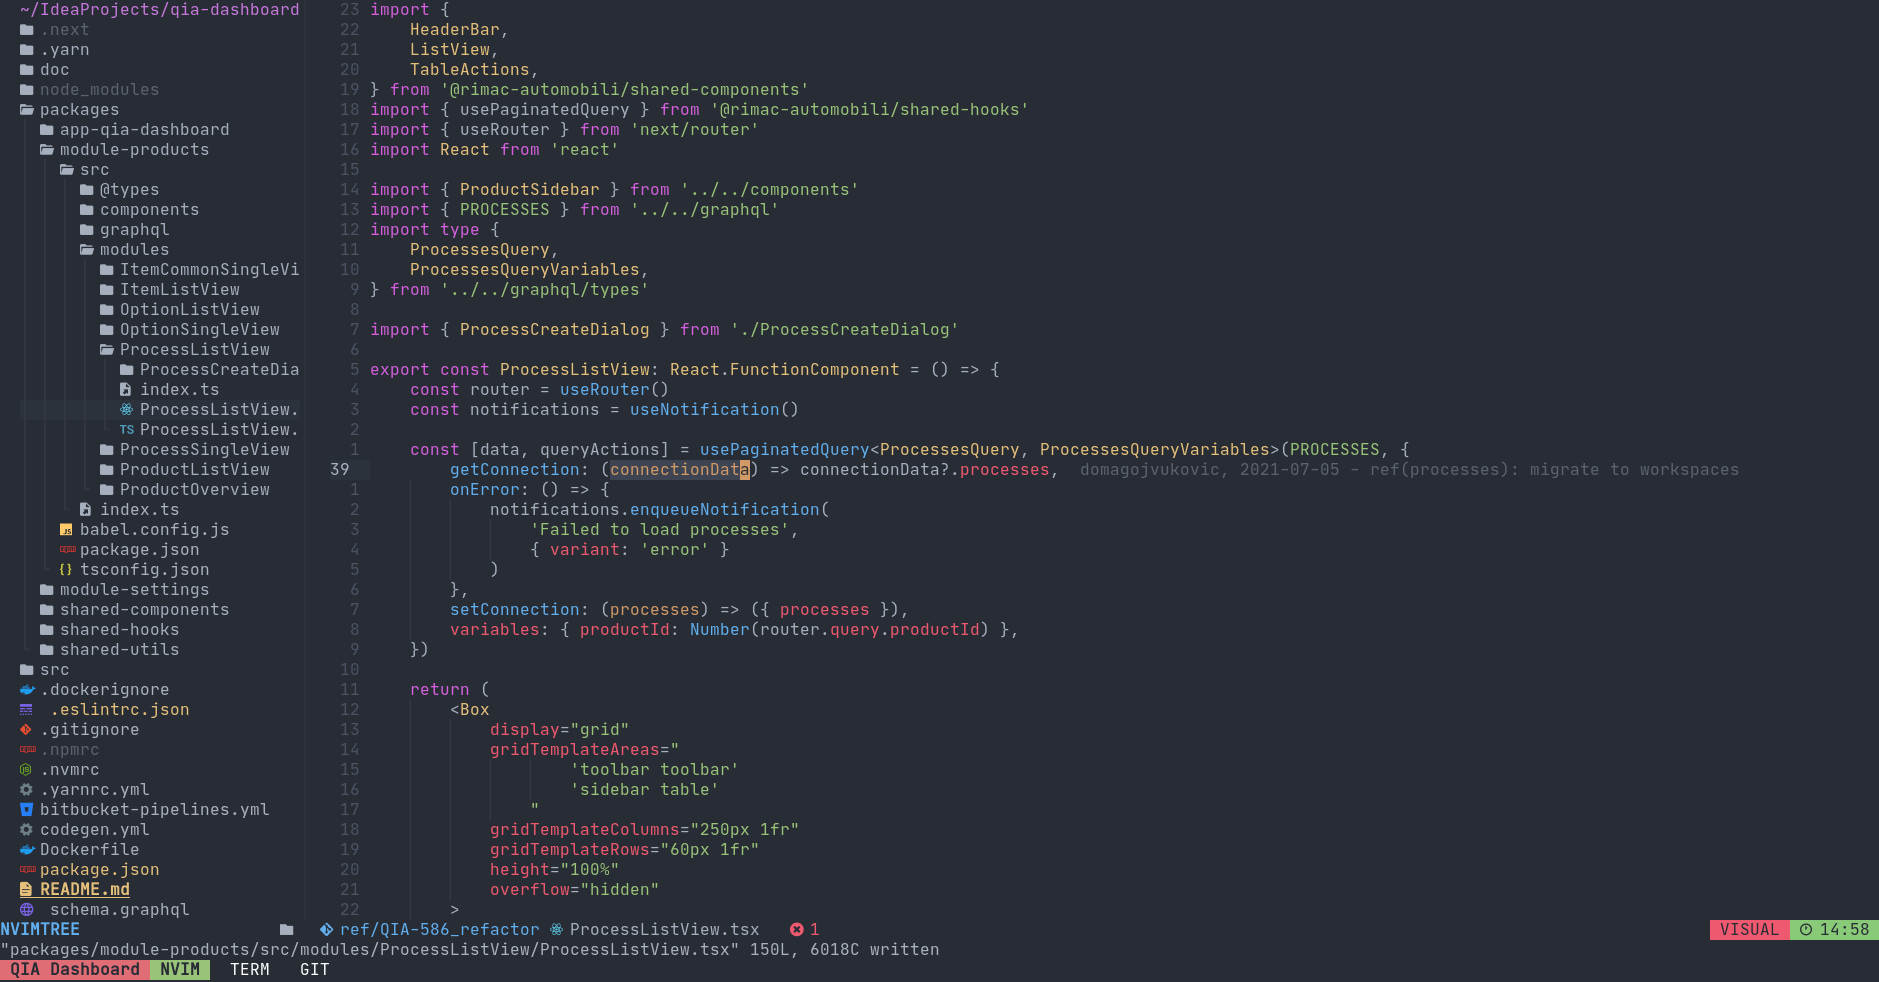 ~/IdeaProjects/qia-dashboard
.next
.yarn
doc
node_modules
packages
app-qia-dashboard
module-products
src
@types
components
graphql
modules
ItemCommonSingleVi
ItemListView
OptionListView
OptionSingleView
ProcessListView
ProcessCreateDia
index.ts
ProcessListView.
TS ProcessListView.
ProcessSingleView
ProductListView
ProductOverview
index.ts
JS babel.config.js
package.json
{} tsconfig.json
module-settings
shared-components
shared-hooks
shared-utils
src
.dockerignore
.eslintrc.json
.gitignore
.npmrc
.nvmrc
.yarnrc.yml
bitbucket-pipelines.yml
codegen.yml
Dockerfile
package.json
README.md
schema.graphql
23 import {
22     HeaderBar,
21     ListView,
20     TableActions,
19 } from '@rimac-automobili/shared-components'
18 import { usePaginatedQuery } from '@rimac-automobili/shared-hooks'
17 import { useRouter } from 'next/router'
16 import React from 'react'
15
14 import { ProductSidebar } from '../../components'
13 import { PROCESSES } from '../../graphql'
12 import type {
11     ProcessesQuery,
10     ProcessesQueryVariables,
9 } from '../../graphql/types'
8
7 import { ProcessCreateDialog } from './ProcessCreateDialog'
6
5 export const ProcessListView: React.FunctionComponent = () => {
4     const router = useRouter()
3     const notifications = useNotification()
2
1     const [data, queryActions] = usePaginatedQuery<ProcessesQuery, ProcessesQueryVariables>(PROCESSES, {
39         getConnection: (connectionData) => connectionData?.processes,  domagojvukovic, 2021-07-05 - ref(processes): migrate to workspaces
1         onError: () => {
2             notifications.enqueueNotification(
3                 'Failed to load processes',
4                 { variant: 'error' }
5             )
6         },
7         setConnection: (processes) => ({ processes }),
8         variables: { productId: Number(router.query.productId) },
9     })
10
11     return (
12         <Box
13             display="grid"
14             gridTemplateAreas="
15                     'toolbar toolbar'
16                     'sidebar table'
17                 "
18             gridTemplateColumns="250px 1fr"
19             gridTemplateRows="60px 1fr"
20             height="100%"
21             overflow="hidden"
22         >
NVIMTREE ref/QIA-586_refactor ProcessListView.tsx 1 VISUAL 14:58
"packages/module-products/src/modules/ProcessListView/ProcessListView.tsx" 150L, 6018C written
QIA Dashboard NVIM TERM GIT